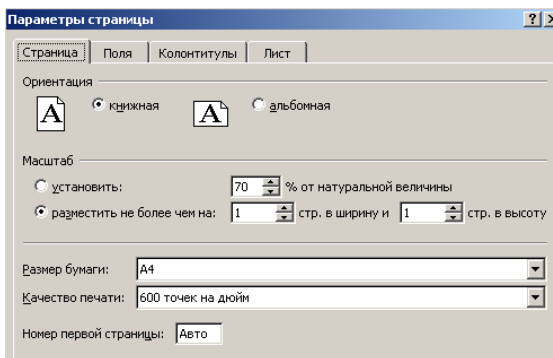 Параметры страницы
Страница Поля Колонтитулы Лист
Ориентация
A книжная A альбомная
Масштаб
установить: 70 % от натуральной величины
разместить не более чем на: 1 стр. в ширину и 1 стр. в высоту
Размер бумаги: A4
Качество печати: 600 точек на дюйм
Номер первой страницы: Авто